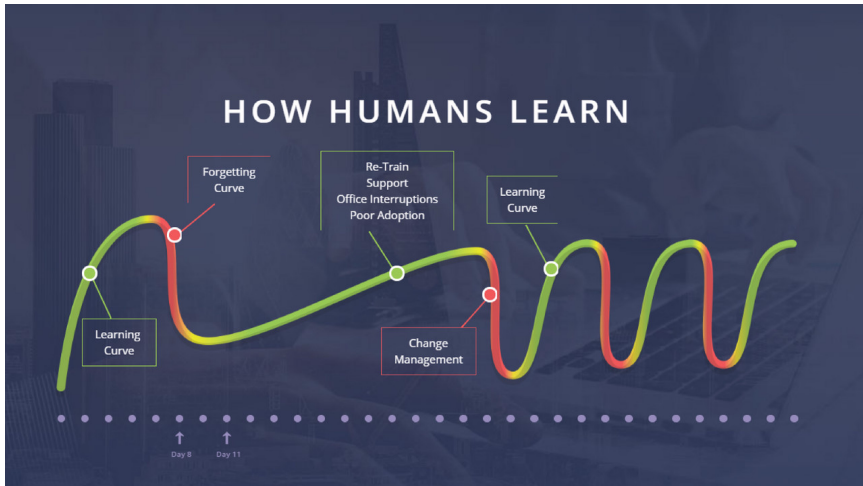 HOW HUMANS LEARN
Forgetting
Curve
Re-Train
Support
Office Interruptions
Poor Adoption
Learning
Curve
Learning
Curve
Change
Management
Day 8
Day 11